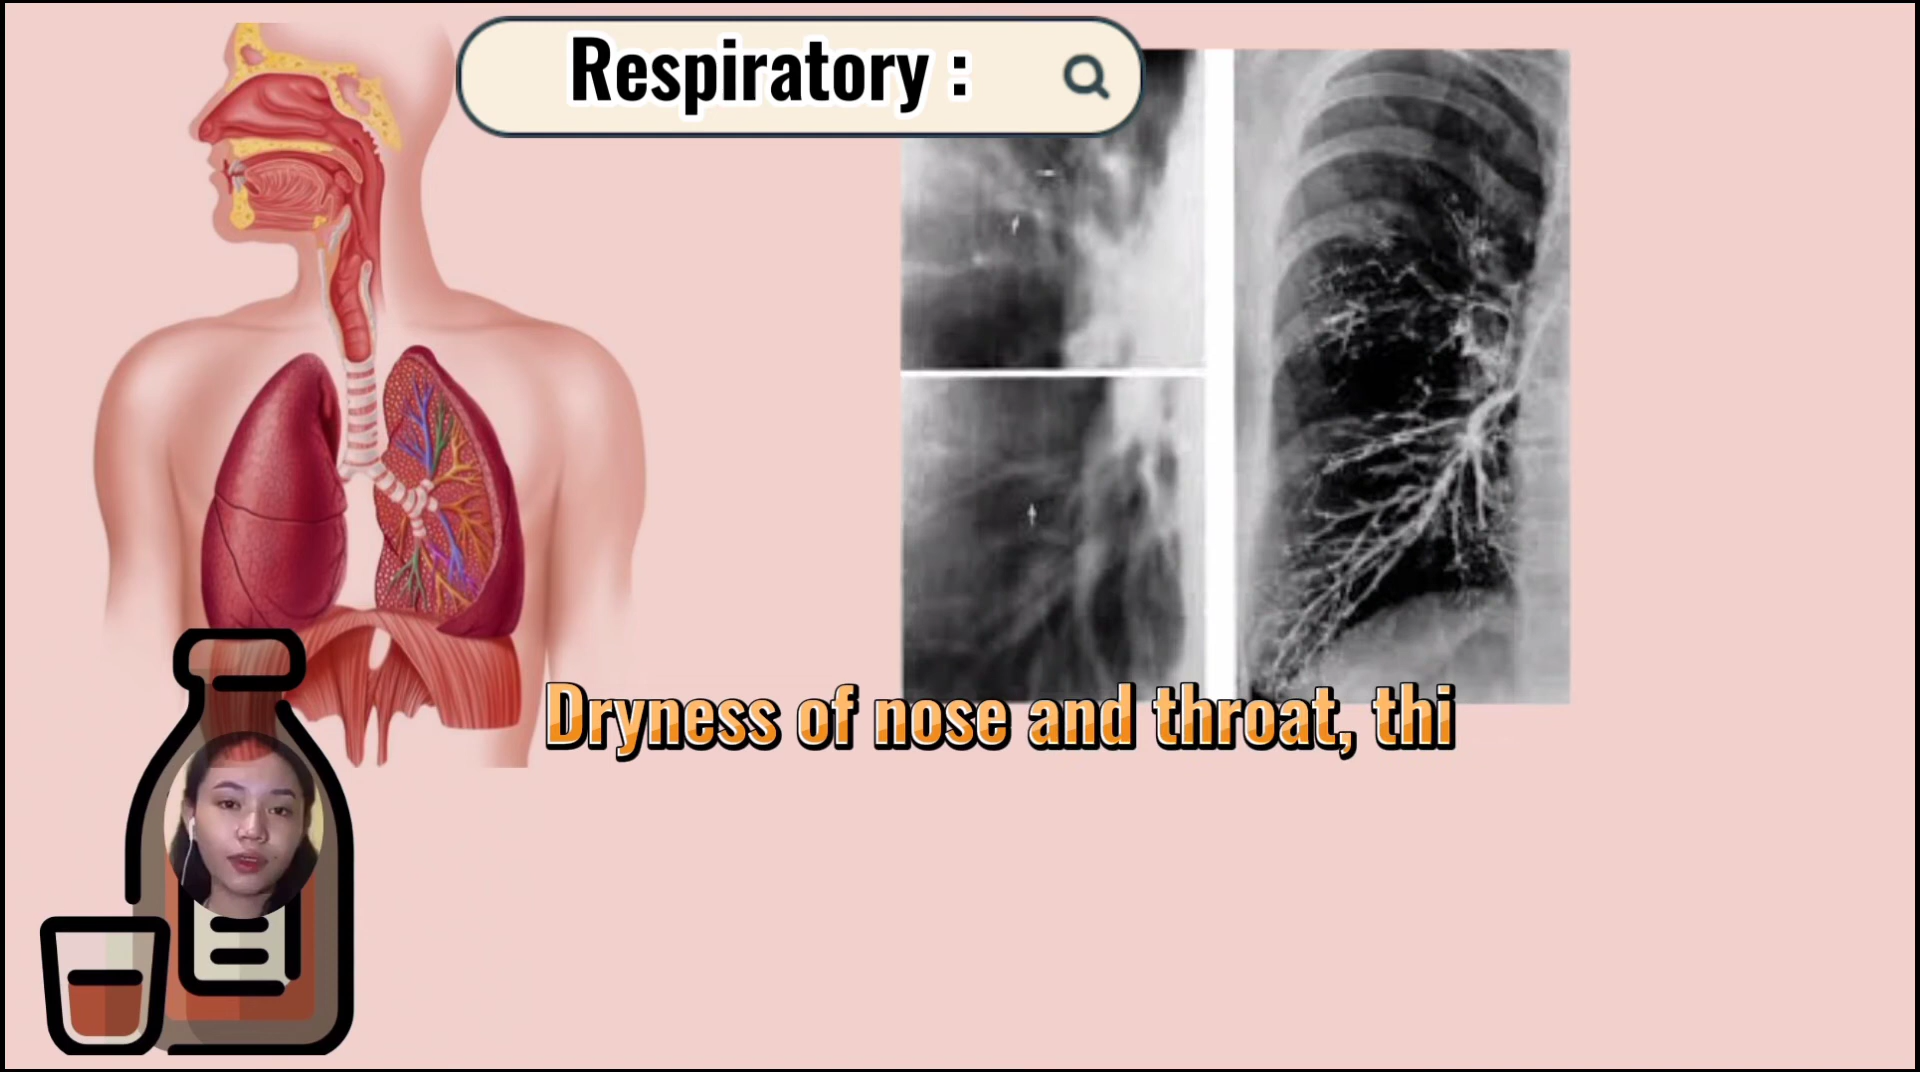 Respiratory :
Dryness of nose and throat, thi